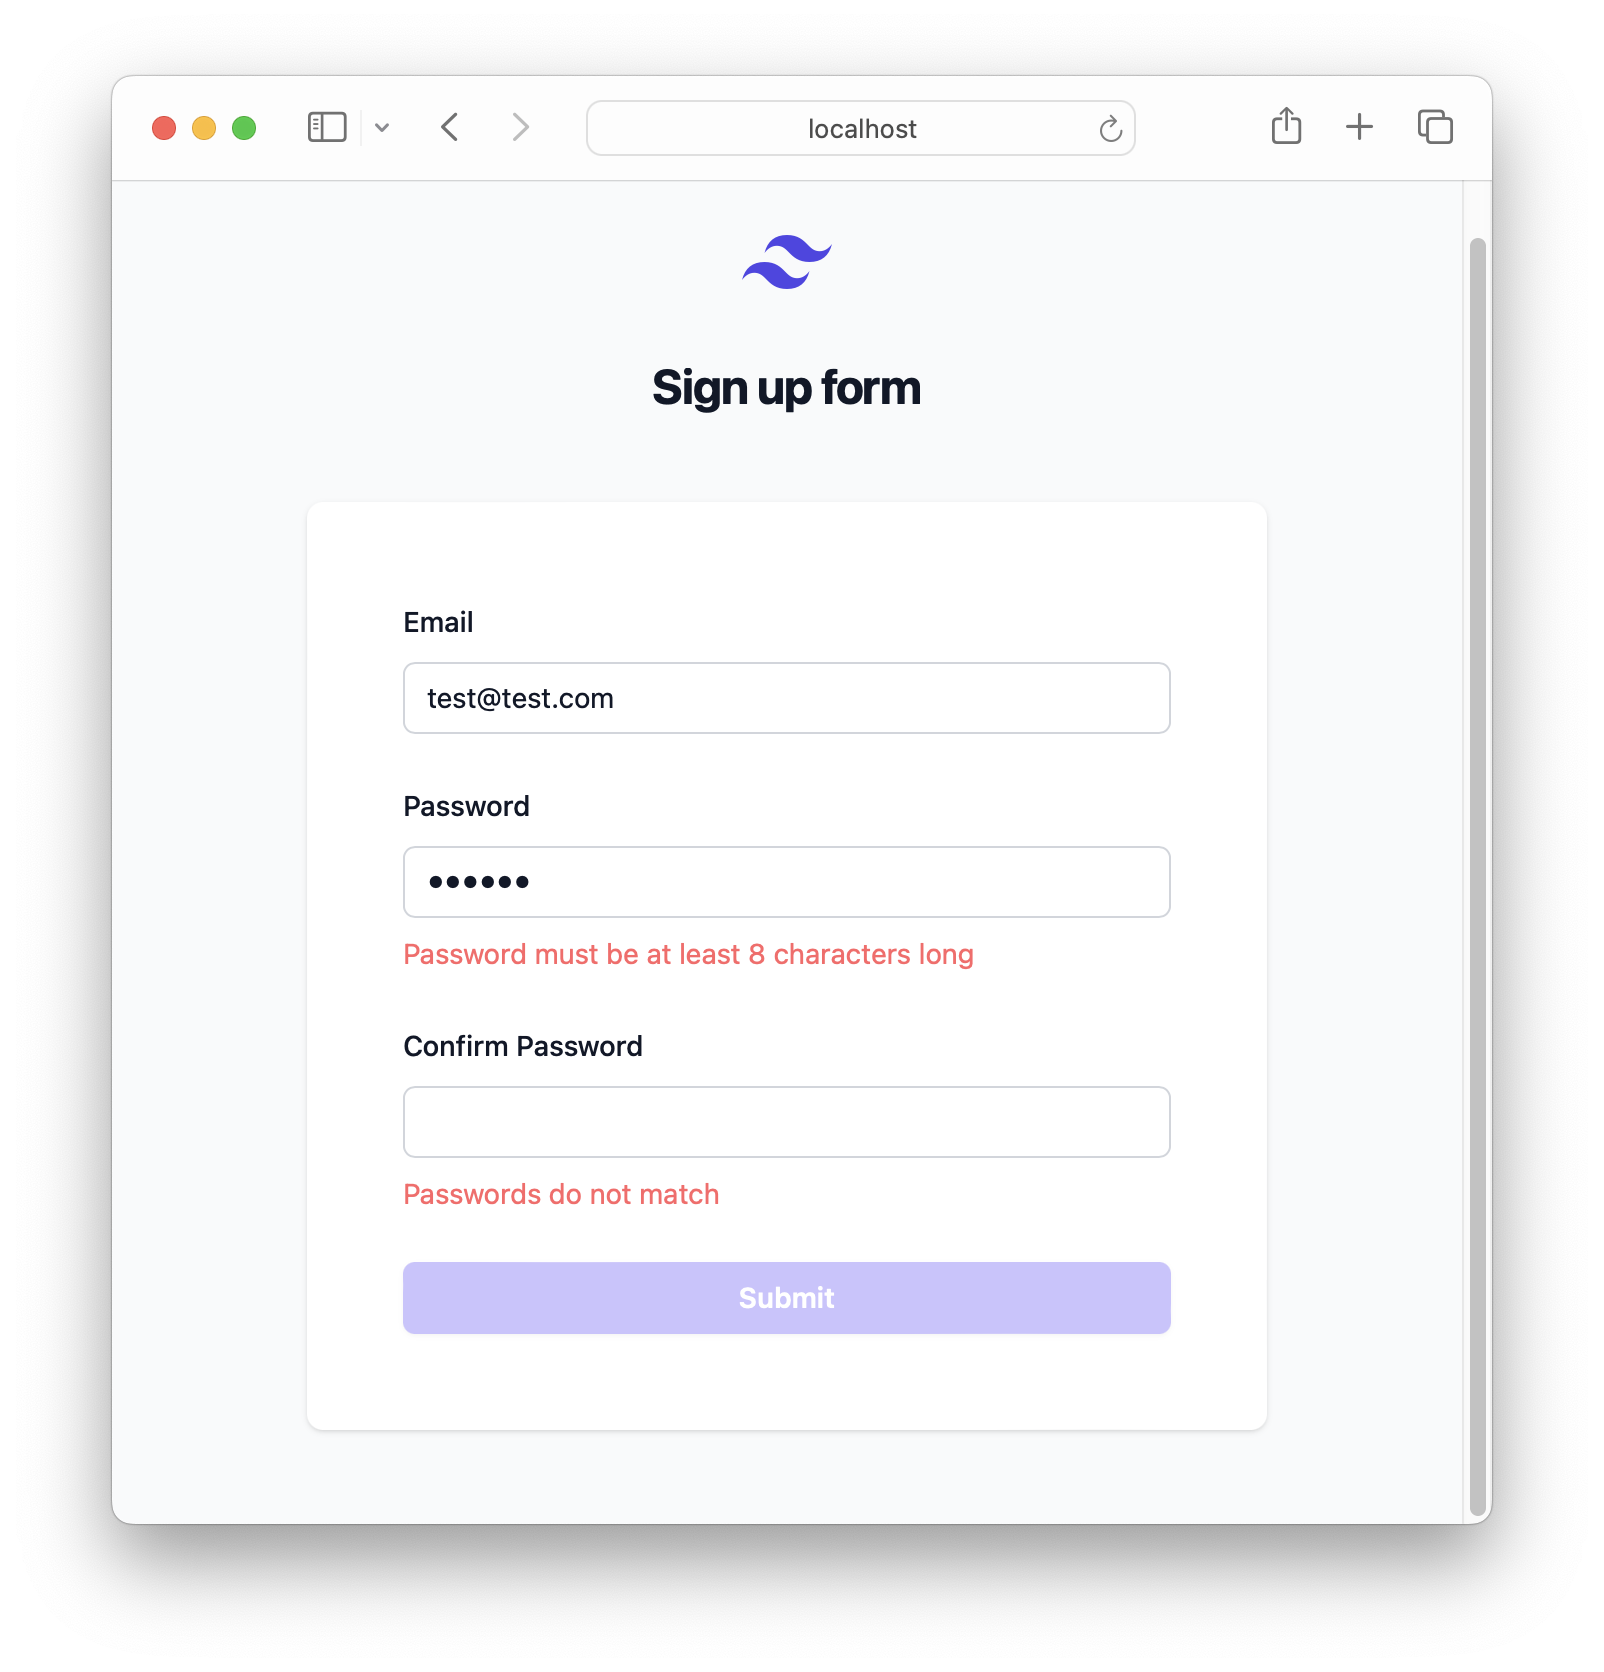 localhost
Sign up form
Email
test@test.com
Password
••••••
Password must be at least 8 characters long
Confirm Password
Passwords do not match
Submit